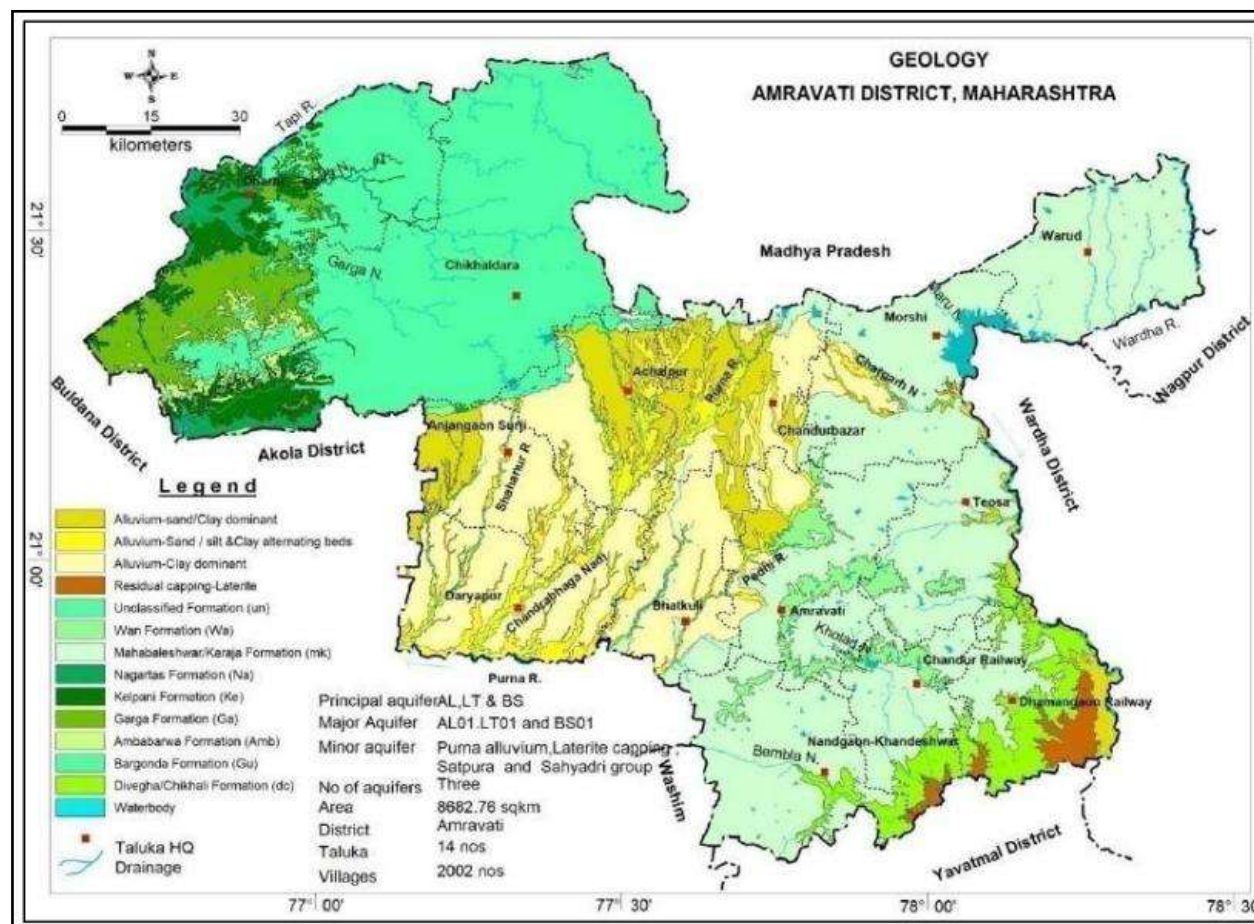 GEOLOGY
AMRAVATI DISTRICT, MAHARASHTRA
N
W E
S
0 15 30
kilometers
Tapi R.
21° 30'
21° 00'
Garga N.
Chikhaldara
Madhya Pradesh
Warud
Morshi
Maru N.
Wardha R.
Nagpur District
Achalpur
Purna R.
Chargarh N
Chandurbazar
Wardha District
Buldana District
Akola District
Anjangaon Surji
Shahanur R
Teosa
Daryapur
Chandrabhaga Nadi
Bhatkuli
Pedhi R.
Amravati
Kholad N
Chandur Railway
Dhamangaon Railway
Nandgaon-Khandeshwar
Bembla N.
Purna R.
Washim
Yavatmal District
Legend
Alluvium-sand/Clay dominant
Alluvium-Sand / silt &Clay alternating beds
Alluvium-Clay dominant
Residual capping-Laterite
Unclassified Formation (un)
Wan Formation (Wa)
Mahabaleshwar/Karaja Formation (mk)
Nagartas Formation (Na)
Kelpani Formation (Ke)
Garga Formation (Ga)
Ambabarwa Formation (Amb)
Bargonda Formation (Gu)
Divegha/Chikhali Formation (dc)
Waterbody
Taluka HQ
Drainage
Principal aquifer AL,LT & BS
Major Aquifer AL01.LT01 and BS01
Minor aquifer Purna alluvium,Laterite capping
Satpura and Sahyadri group
No of aquifers Three
Area 8682.76 sqkm
District Amravati
Taluka 14 nos
Villages 2002 nos
77° 00' 77° 30' 78° 00' 78° 30